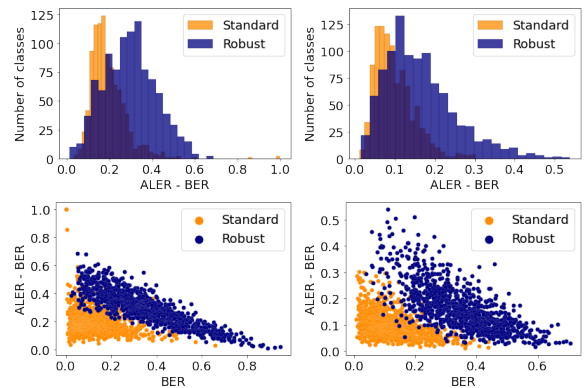 125
100
75
50
25
0
Number of classes
0.0 0.2 0.4 0.6 0.8 1.0
ALER - BER
Standard
Robust
125
100
75
50
25
0
Number of classes
0.0 0.1 0.2 0.3 0.4 0.5
ALER - BER
Standard
Robust
1.0
0.8
0.6
0.4
0.2
0.0
ALER - BER
0.0 0.2 0.4 0.6 0.8
BER
Standard
Robust
0.5
0.4
0.3
0.2
0.1
0.0
ALER - BER
0.0 0.2 0.4 0.6
BER
Standard
Robust